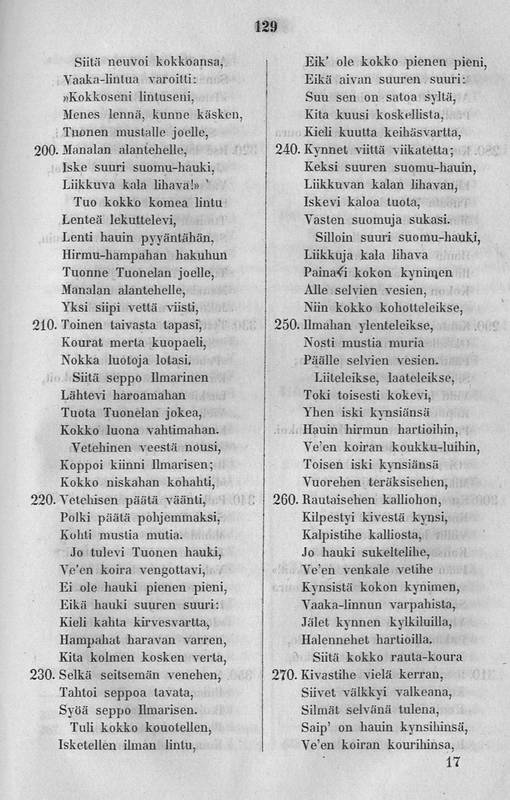 129
Siitä neuvoi kokkoansa,
Vaaka-lintua varoitti:
»Kokkoseni lintuseni,
Menes lennä, kunne käsken,
Tuonen mustalle joelle,
200. Manalan alantehelle,
Iske suuri suomu-hauki,
Liikkuva kala lihava!»
Tuo kokko komea lintu
Lenteä lekuttelevi,
Lenti hauin pyyäntähän,
Hirmu-hampahan hakuhun
Tuonne Tuonelan joelle,
Manalan alantehelle,
Yksi siipi vettä viisti,
210. Toinen taivasta tapasi,
Kourat merta kuopaeli,
Nokka luotoja lotasi.
Siitä seppo Ilmarinen
Lähtevi haroamahan
Tuota Tuonelan jokea,
Kokko luona vahtimahan.
Vetehinen veestä nousi,
Koppoi kiinni Ilmarisen;
Kokko niskahan kohahti,
220. Vetehisen päätä väänti,
Polki päätä pohjemmaksi,
Kohti mustia mutia.
Jo tulevi Tuonen hauki,
Ve'en koira vengottavi,
Ei ole hauki pienen pieni,
Eikä hauki suuren suuri:
Kieli kahta kirvesvartta,
Hampahat haravan varren,
Kita kolmen kosken verta,
230. Selkä seitsemän venehen,
Tahtoi seppoa tavata,
Syöä seppo Ilmarisen.
Tuli kokko kouotellen,
Isketellen ilman lintu,
Eik' ole kokko pienen pieni,
Eikä aivan suuren suuri:
Suu sen on satoa syltä,
Kita kuusi koskellista,
Kieli kuutta keihäsvartta,
240. Kynnet viittä viikatetta;
Keksi suuren suomu-hauin,
Liikkuvan kalan lihavan,
Iskevi kaloa tuota,
Vasten suomuja sukasi.
Silloin suuri suomu-hauki,
Liikkuja kala lihava
Painavi kokon kynimen
Alle selvien vesien,
Niin kokko kohotteleikse,
250. Ilmahan ylenteleikse,
Nosti mustia muria
Päälle selvien vesien.
Liiteleikse, laateleikse,
Toki toisesti kokevi,
Yhen iski kynsiänsä
Hauin hirmun hartioihin,
Ve'en koiran koukku-luihin,
Toisen iski kynsiänsä
Vuorehen teräksisehen,
260. Rautaisehen kalliohon,
Kilpestyi kivestä kynsi,
Kalpistihe kalliosta,
Jo hauki sukeltelihe,
Ve'en venkale vetihe
Kynsistä kokon kynimen,
Vaaka-linnun varpahista,
Jälet kynnen kylkiluilla,
Halennehet hartioilla.
Siitä kokko rauta-koura
270. Kivastihe vielä kerran,
Siivet välkkyi valkeana,
Silmät selvänä tulena,
Saip' on hauin kynsihinsä,
Ve'en koiran kourihinsa,
17